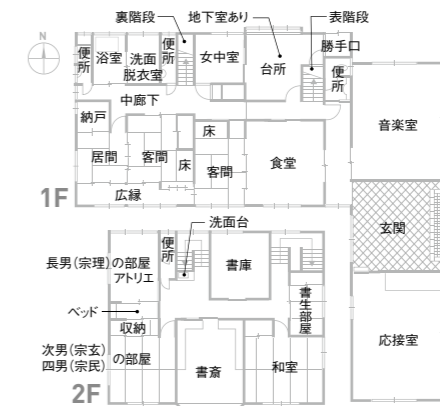 裏階段
地下室あり
表階段
N
便所
浴室
洗面
脱衣室
便所
女中室
台所
勝手口
便所
中廊下
納戸
居間
客間
床
床
客間
食堂
音楽室
広縁
1F
玄関
洗面台
長男(宗理)の部屋
アトリエ
便所
書庫
書生部屋
ベッド
収納
次男(宗玄)
四男(宗民)
の部屋
書斎
和室
応接室
2F